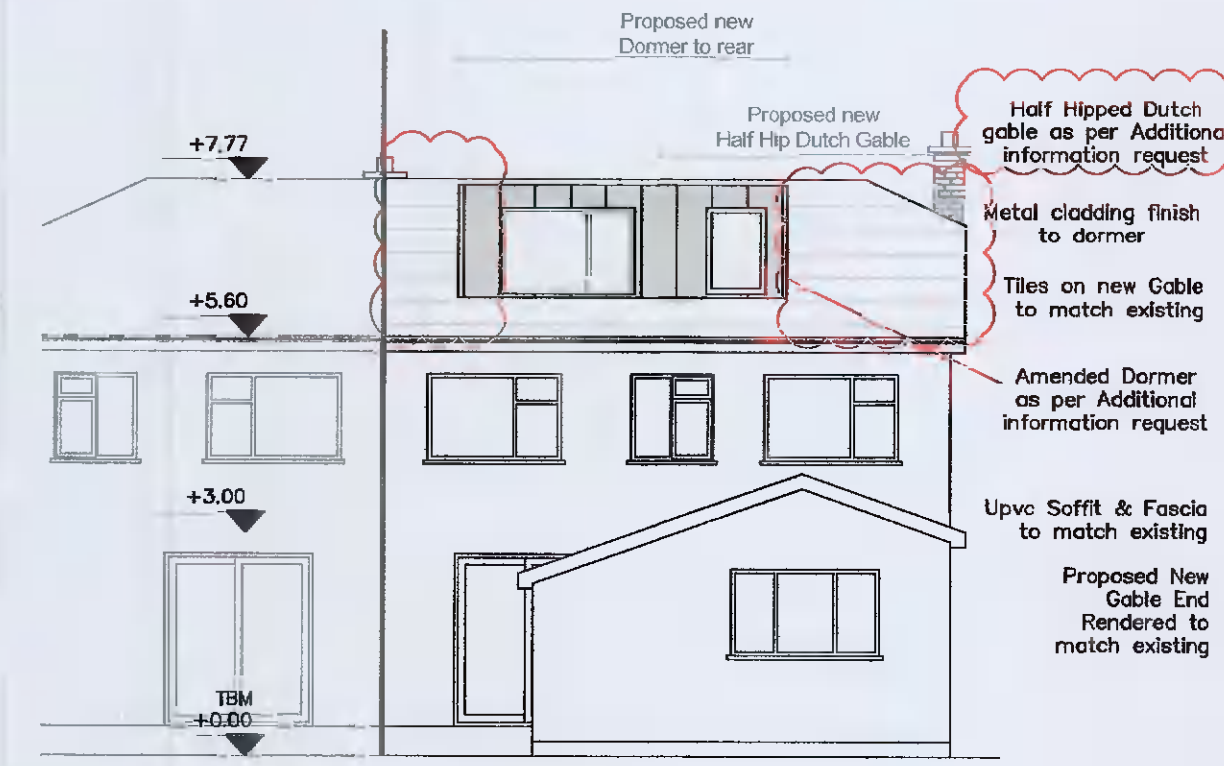 Proposed new
Dormer to rear
Proposed new
Half Hip Dutch Gable
Half Hipped Dutch
gable as per Additional
information request
+7.77
Metal cladding finish
to dormer
Tiles on new Gable
to match existing
+5.60
Amended Dormer
as per Additional
information request
+3.00
Upvc Soffit & Fascia
to match existing
Proposed New
Gable End
Rendered to
match existing
TBM
+0.00